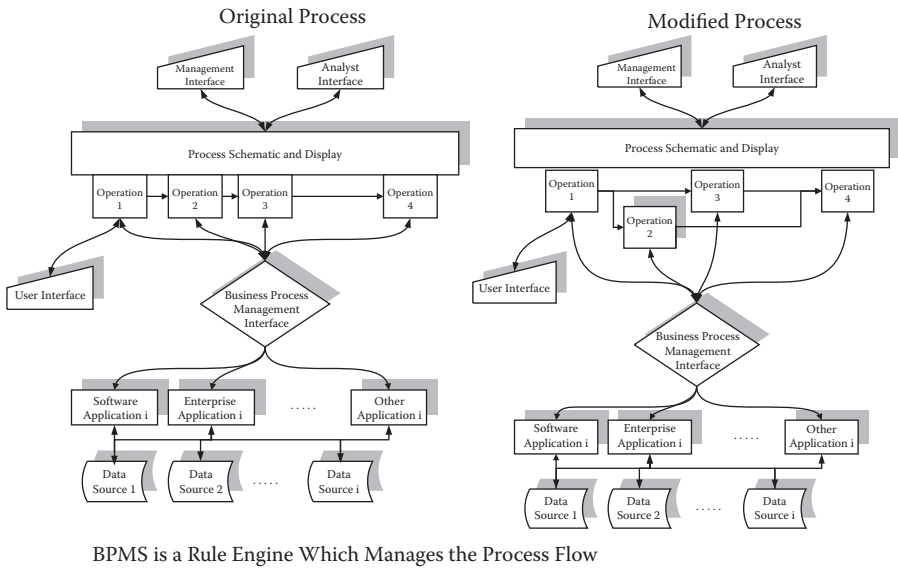 Original Process
Management
Interface
Analyst
Interface
Process Schematic and Display
Operation
1
Operation
2
Operation
3
Operation
4
User Interface
Business Process
Management
Interface
Software
Application i
Enterprise
Application i
.....
Other
Application i
Data
Source 1
Data
Source 2
.....
Data
Source i
Modified Process
Management
Interface
Analyst
Interface
Process Schematic and Display
Operation
1
Operation
3
Operation
4
Operation
2
User Interface
Business Process
Management
Interface
Software
Application i
Enterprise
Application i
.....
Other
Application i
Data
Source 1
Data
Source 2
.....
Data
Source i
BPMS is a Rule Engine Which Manages the Process Flow